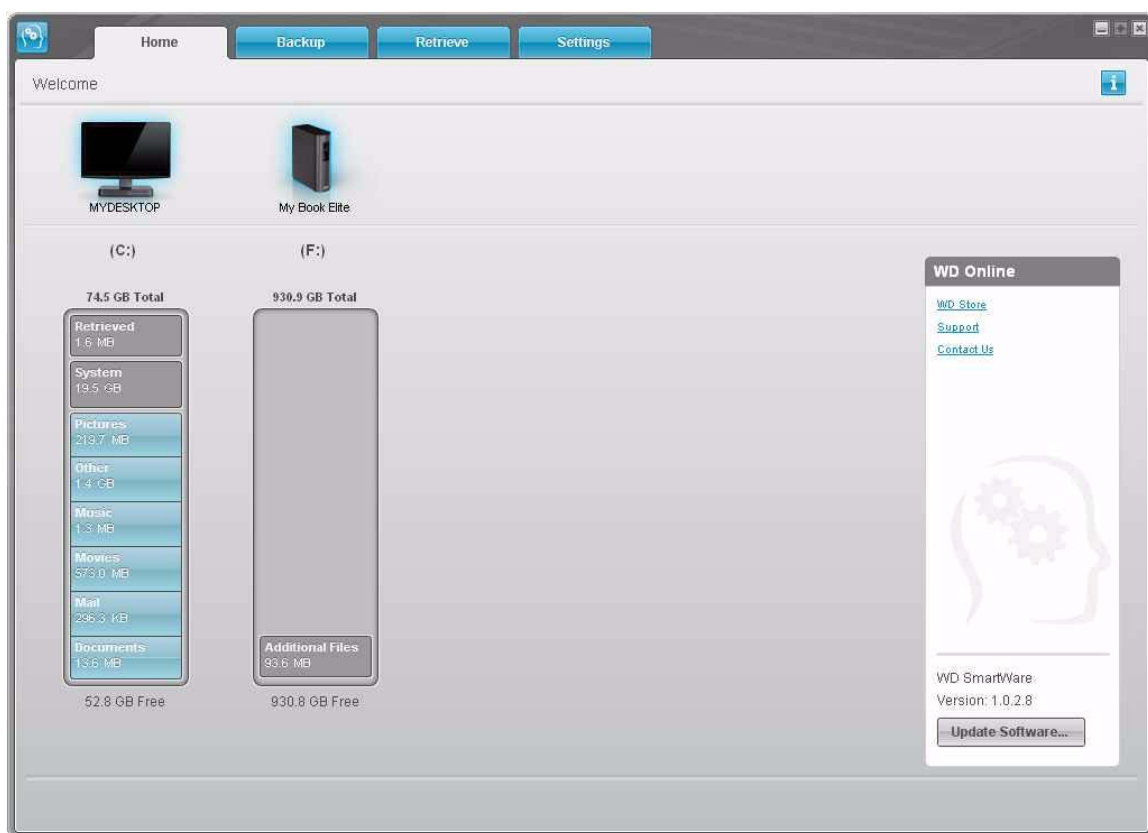 Home
Backup
Retrieve
Settings
Welcome
MYDESKTOP
My Book Elite
(C:)
(F:)
74.5 GB Total
930.9 GB Total
Retrieved
1.6 MB
System
19.5 GB
Pictures
219.7 MB
Other
1.4 GB
Music
1.3 MB
Movies
573.0 MB
Mail
296.3 KB
Documents
13.6 MB
52.8 GB Free
Additional Files
93.6 MB
930.8 GB Free
WD Online
WD Store
Support
Contact Us
WD SmartWare
Version: 1.0.2.8
Update Software...